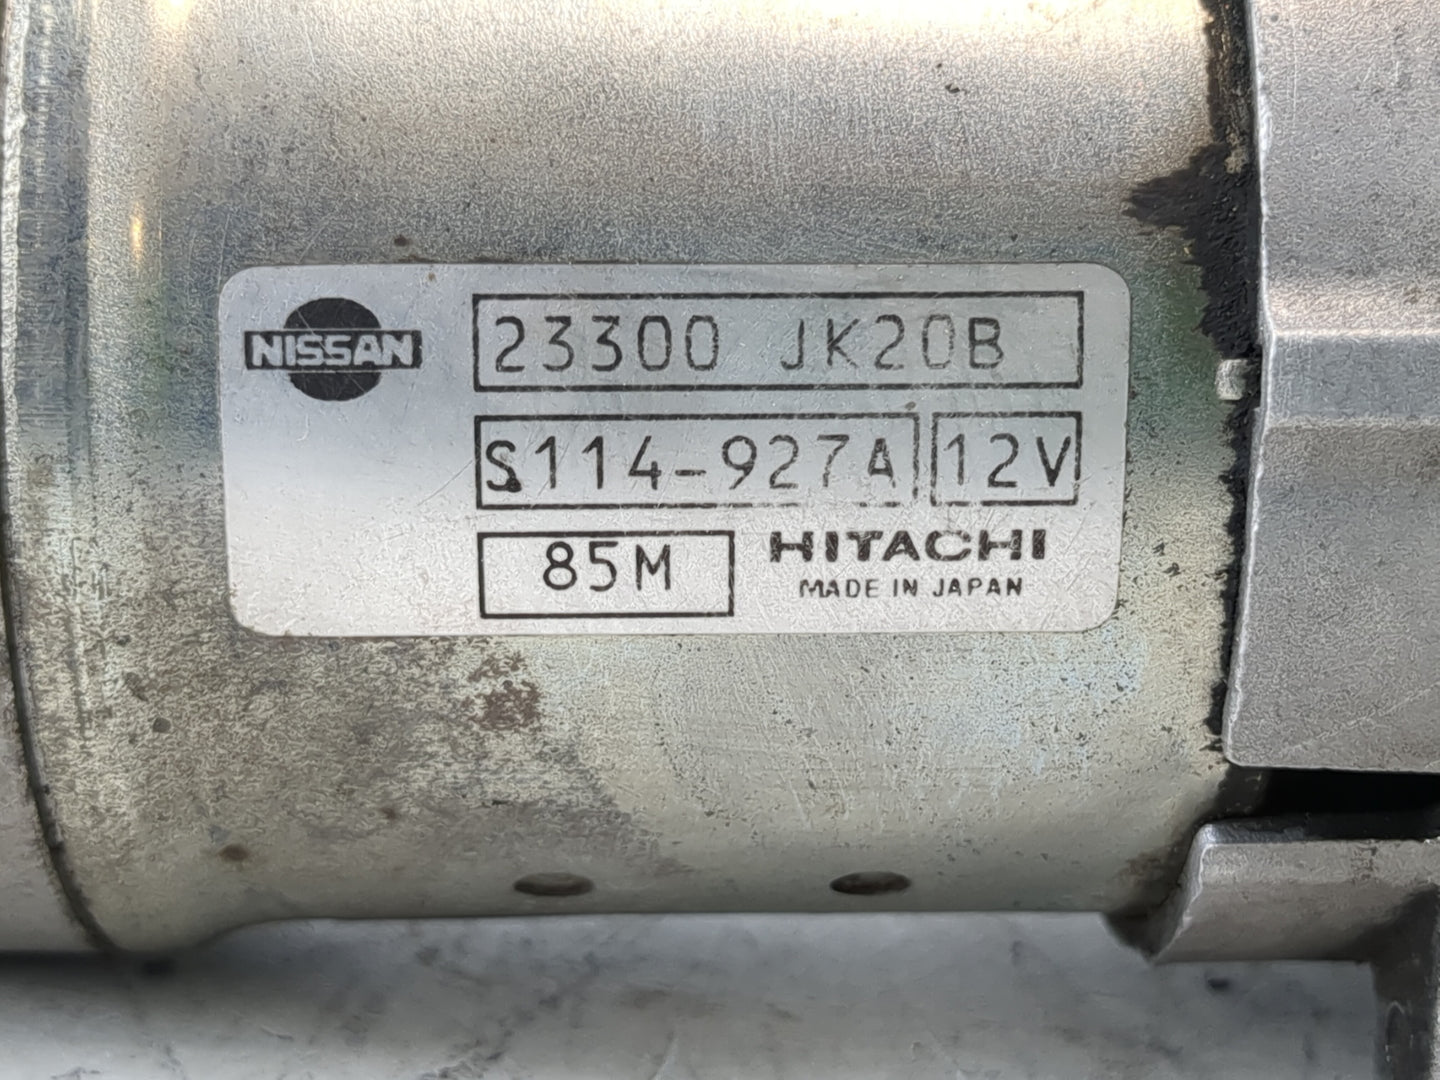 NISSAN
23300 JK20B
S114-927A 12V
85M HITACHI
MADE IN JAPAN